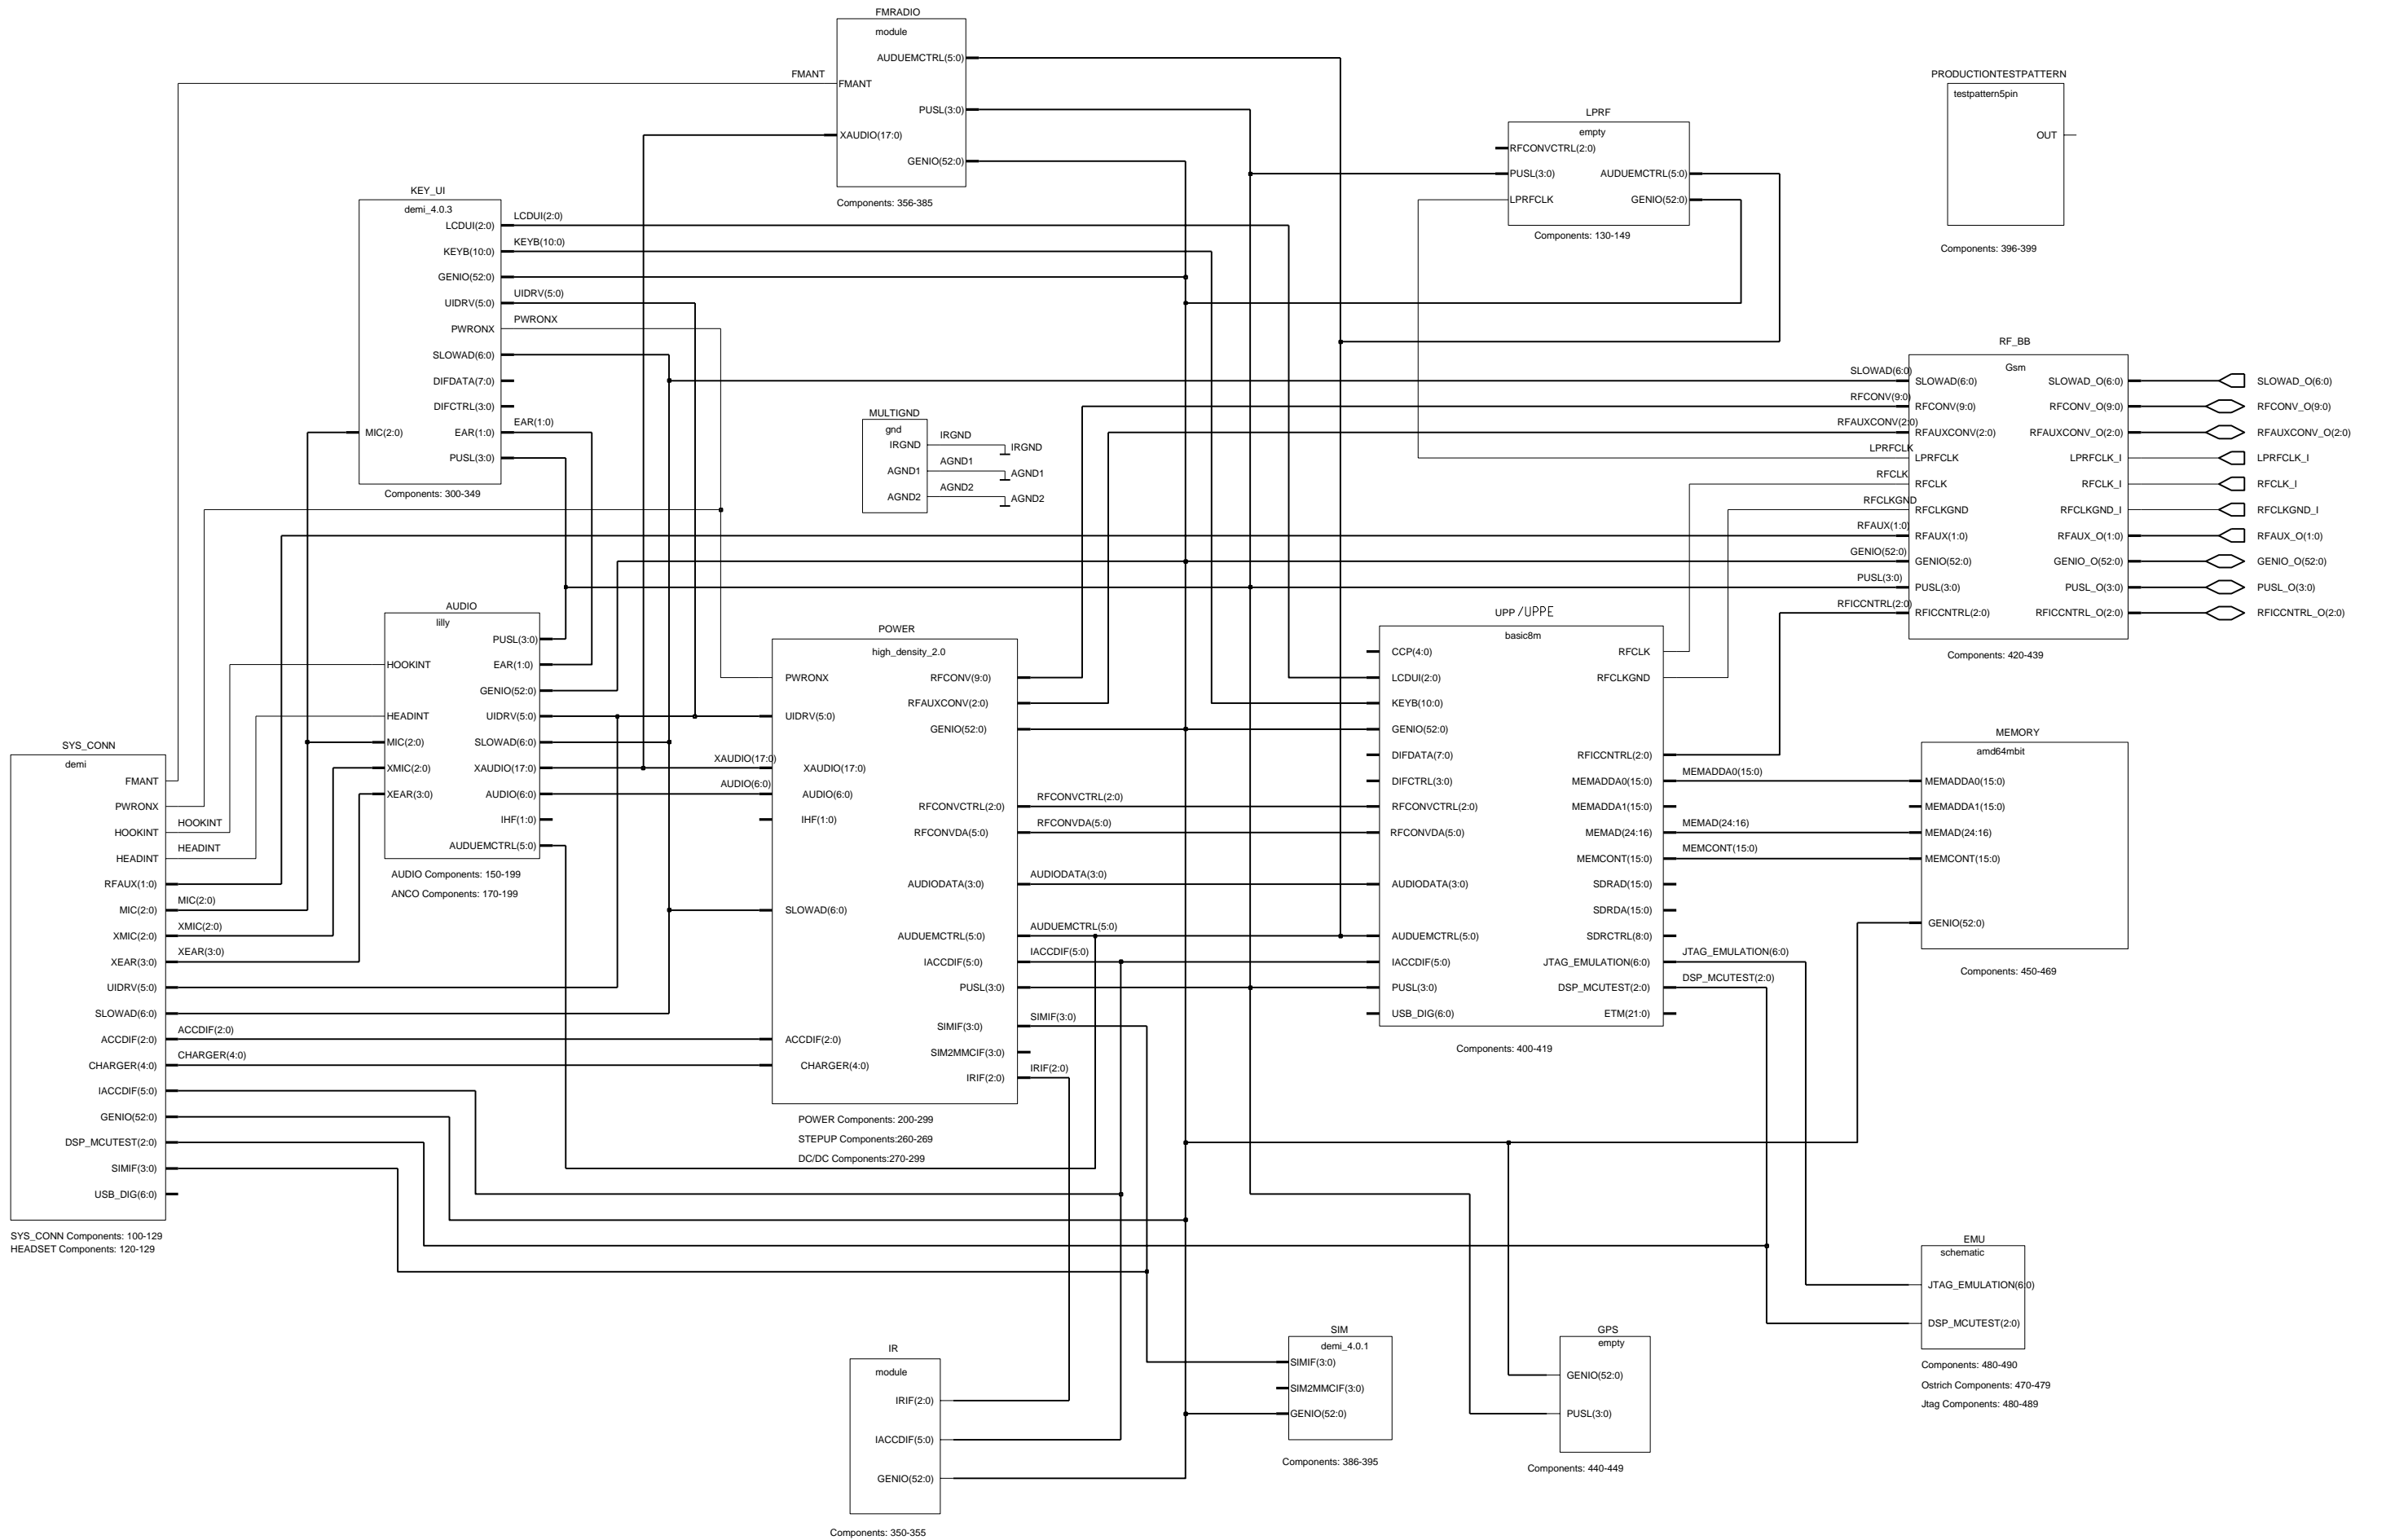 FMRADIO
module
AUDUEMCTRL(5:0)
FMANT
FMANT
PUSL(3:0)
XAUDIO(17:0)
GENIO(52:0)
Components: 356-385
PRODUCTIONTESTPATTERN
testpattern5pin
OUT
Components: 396-399
LPRF
empty
RFCONVCTRL(2:0)
PUSL(3:0)
AUDUEMCTRL(5:0)
LPRFCLK
GENIO(52:0)
Components: 130-149
KEY_UI
demi_4.0.3
LCDUI(2:0)
LCDUI(2:0)
KEYB(10:0)
KEYB(10:0)
GENIO(52:0)
UIDRV(5:0)
UIDRV(5:0)
PWRONX
PWRONX
SLOWAD(6:0)
DIFDATA(7:0)
DIFCTRL(3:0)
MIC(2:0)
EAR(1:0)
EAR(1:0)
PUSL(3:0)
Components: 300-349
MULTIGND
gnd
IRGND
IRGND
IRGND
AGND1
AGND1
AGND1
AGND2
AGND2
AGND2
RF_BB
Gsm
SLOWAD(6:0)
SLOWAD(6:0)
SLOWAD_O(6:0)
SLOWAD_O(6:0)
RFCONV(9:0)
RFCONV(9:0)
RFCONV_O(9:0)
RFCONV_O(9:0)
RFAUXCONV(2:0)
RFAUXCONV(2:0)
RFAUXCONV_O(2:0)
RFAUXCONV_O(2:0)
LPRFCLK
LPRFCLK
LPRFCLK_I
LPRFCLK_I
RFCLK
RFCLK
RFCLK_I
RFCLK_I
RFCLKGND
RFCLKGND
RFCLKGND_I
RFCLKGND_I
RFAUX(1:0)
RFAUX(1:0)
RFAUX_O(1:0)
RFAUX_O(1:0)
GENIO(52:0)
GENIO(52:0)
GENIO_O(52:0)
GENIO_O(52:0)
PUSL(3:0)
PUSL(3:0)
PUSL_O(3:0)
PUSL_O(3:0)
RFICCNTRL(2:0)
RFICCNTRL(2:0)
RFICCNTRL_O(2:0)
RFICCNTRL_O(2:0)
Components: 420-439
AUDIO
lilly
PUSL(3:0)
HOOKINT
EAR(1:0)
GENIO(52:0)
HEADINT
UIDRV(5:0)
MIC(2:0)
SLOWAD(6:0)
XMIC(2:0)
XAUDIO(17:0)
XEAR(3:0)
AUDIO(6:0)
IHF(1:0)
AUDUEMCTRL(5:0)
AUDIO Components: 150-199
ANCO Components: 170-199
POWER
high_density_2.0
PWRONX
RFCONV(9:0)
RFAUXCONV(2:0)
UIDRV(5:0)
GENIO(52:0)
XAUDIO(17:0)
XAUDIO(17:0)
AUDIO(6:0)
AUDIO(6:0)
RFCONVCTRL(2:0)
RFCONVCTRL(2:0)
IHF(1:0)
RFCONVDA(5:0)
RFCONVDA(5:0)
AUDIODATA(3:0)
AUDIODATA(3:0)
SLOWAD(6:0)
AUDUEMCTRL(5:0)
AUDUEMCTRL(5:0)
IACCDIF(5:0)
IACCDIF(5:0)
PUSL(3:0)
SIMIF(3:0)
SIMIF(3:0)
ACCDIF(2:0)
SIM2MMCIF(3:0)
CHARGER(4:0)
IRIF(2:0)
IRIF(2:0)
POWER Components: 200-299
STEPUP Components:260-269
DC/DC Components:270-299
UPP /UPPE
basic8m
CCP(4:0)
RFCLK
LCDUI(2:0)
RFCLKGND
KEYB(10:0)
GENIO(52:0)
DIFDATA(7:0)
RFICCNTRL(2:0)
DIFCTRL(3:0)
MEMADDA0(15:0)
MEMADDA0(15:0)
RFCONVCTRL(2:0)
MEMADDA1(15:0)
RFCONVDA(5:0)
MEMAD(24:16)
MEMAD(24:16)
MEMCONT(15:0)
MEMCONT(15:0)
AUDIODATA(3:0)
SDRAD(15:0)
SDRDA(15:0)
AUDUEMCTRL(5:0)
SDRCTRL(8:0)
IACCDIF(5:0)
JTAG_EMULATION(6:0)
JTAG_EMULATION(6:0)
PUSL(3:0)
DSP_MCUTEST(2:0)
DSP_MCUTEST(2:0)
USB_DIG(6:0)
ETM(21:0)
Components: 400-419
MEMORY
amd64mbit
MEMADDA0(15:0)
MEMADDA1(15:0)
MEMAD(24:16)
MEMCONT(15:0)
GENIO(52:0)
Components: 450-469
SYS_CONN
demi
FMANT
PWRONX
HOOKINT
HOOKINT
HEADINT
HEADINT
RFAUX(1:0)
MIC(2:0)
MIC(2:0)
XMIC(2:0)
XMIC(2:0)
XEAR(3:0)
XEAR(3:0)
UIDRV(5:0)
SLOWAD(6:0)
ACCDIF(2:0)
ACCDIF(2:0)
CHARGER(4:0)
CHARGER(4:0)
IACCDIF(5:0)
GENIO(52:0)
DSP_MCUTEST(2:0)
SIMIF(3:0)
USB_DIG(6:0)
SYS_CONN Components: 100-129
HEADSET Components: 120-129
EMU
schematic
JTAG_EMULATION(6:0)
DSP_MCUTEST(2:0)
Components: 480-490
Ostrich Components: 470-479
Jtag Components: 480-489
IR
module
IRIF(2:0)
IACCDIF(5:0)
GENIO(52:0)
Components: 350-355
SIM
demi_4.0.1
SIMIF(3:0)
SIM2MMCIF(3:0)
GENIO(52:0)
Components: 386-395
GPS
empty
GENIO(52:0)
PUSL(3:0)
Components: 440-449